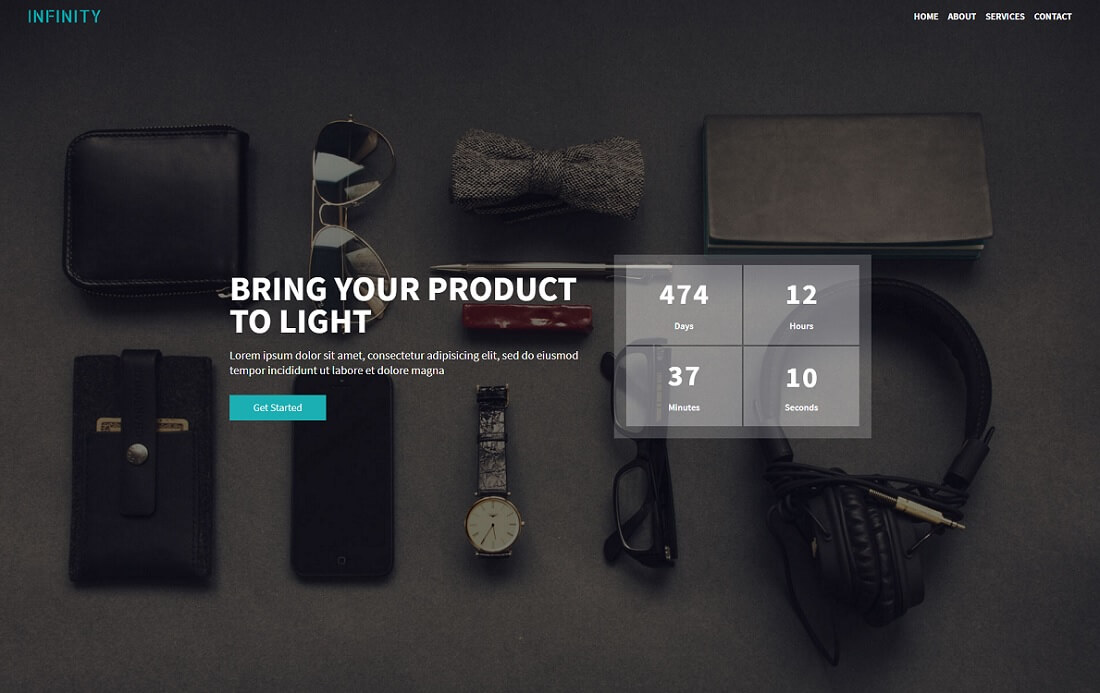 INFINITY
HOME ABOUT SERVICES CONTACT
BRING YOUR PRODUCT
TO LIGHT
Lorem ipsum dolor sit amet, consectetur adipisicing elit, sed do eiusmod
tempor incididunt ut labore et dolore magna
Get Started
474
Days
12
Hours
37
Minutes
10
Seconds